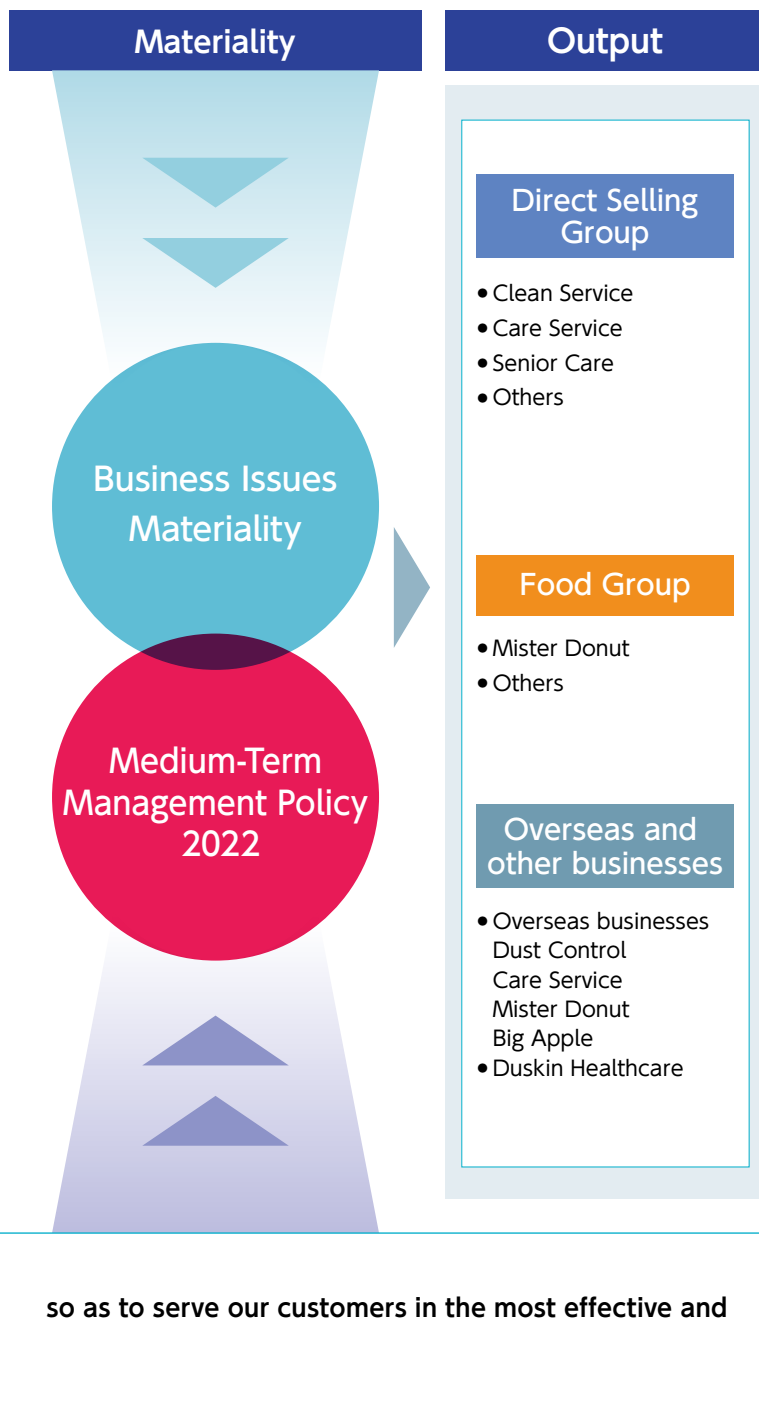 Materiality
Business Issues
Materiality
Medium-Term
Management Policy
2022
Output
Direct Selling
Group
• Clean Service
• Care Service
• Senior Care
• Others
Food Group
• Mister Donut
• Others
Overseas and
other businesses
• Overseas businesses
Dust Control
Care Service
Mister Donut
Big Apple
• Duskin Healthcare
so as to serve our customers in the most effective and